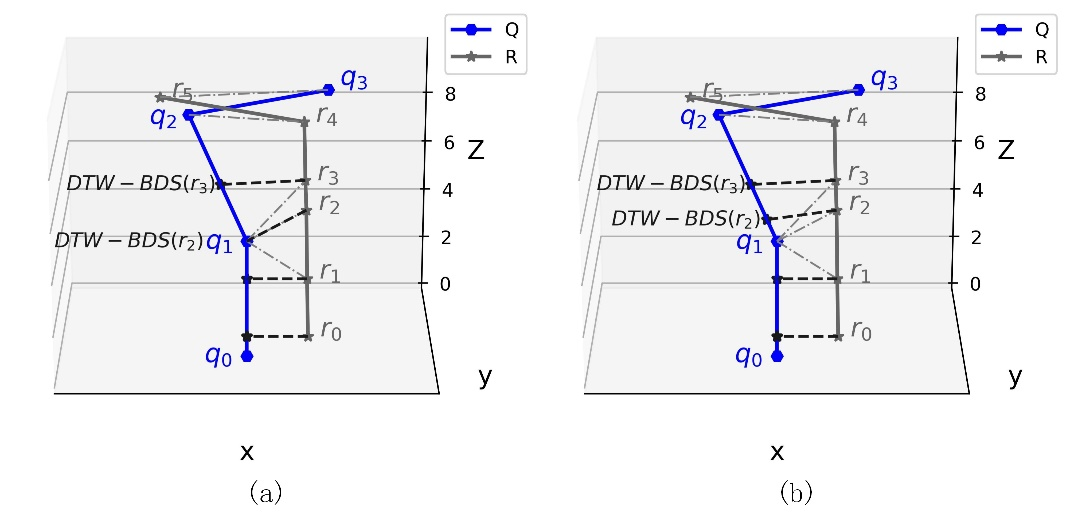 Q
R
r5
q3
8
q2
r4
6
Z
DTW−BDS(r3)
r3
4
r2
DTW−BDS(r2)
q1
2
r1
0
r0
q0
y
x
(a)
Q
R
r5
q3
8
q2
r4
6
Z
DTW−BDS(r3)
r3
4
DTW−BDS(r2)
r2
q1
2
r1
0
r0
q0
y
x
(b)